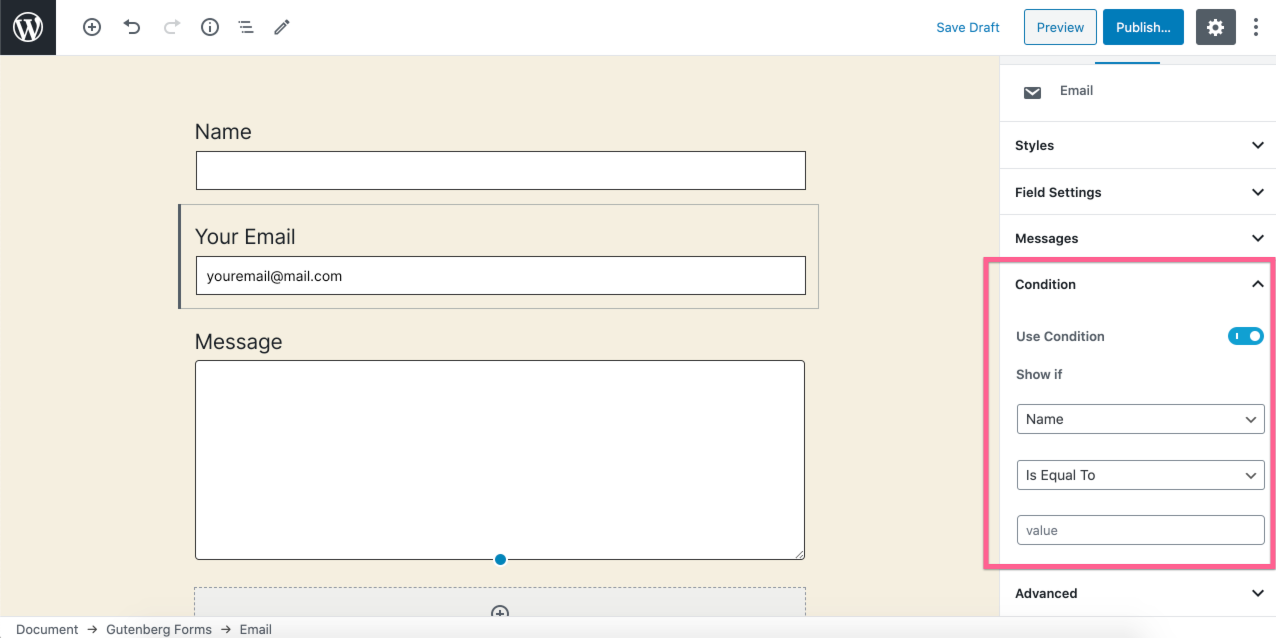 Save Draft
Preview
Publish...
Name
Your Email
youremail@mail.com
Message
Email
Styles
Field Settings
Messages
Condition
Use Condition
Show if
Name
Is Equal To
value
Advanced
Document → Gutenberg Forms → Email